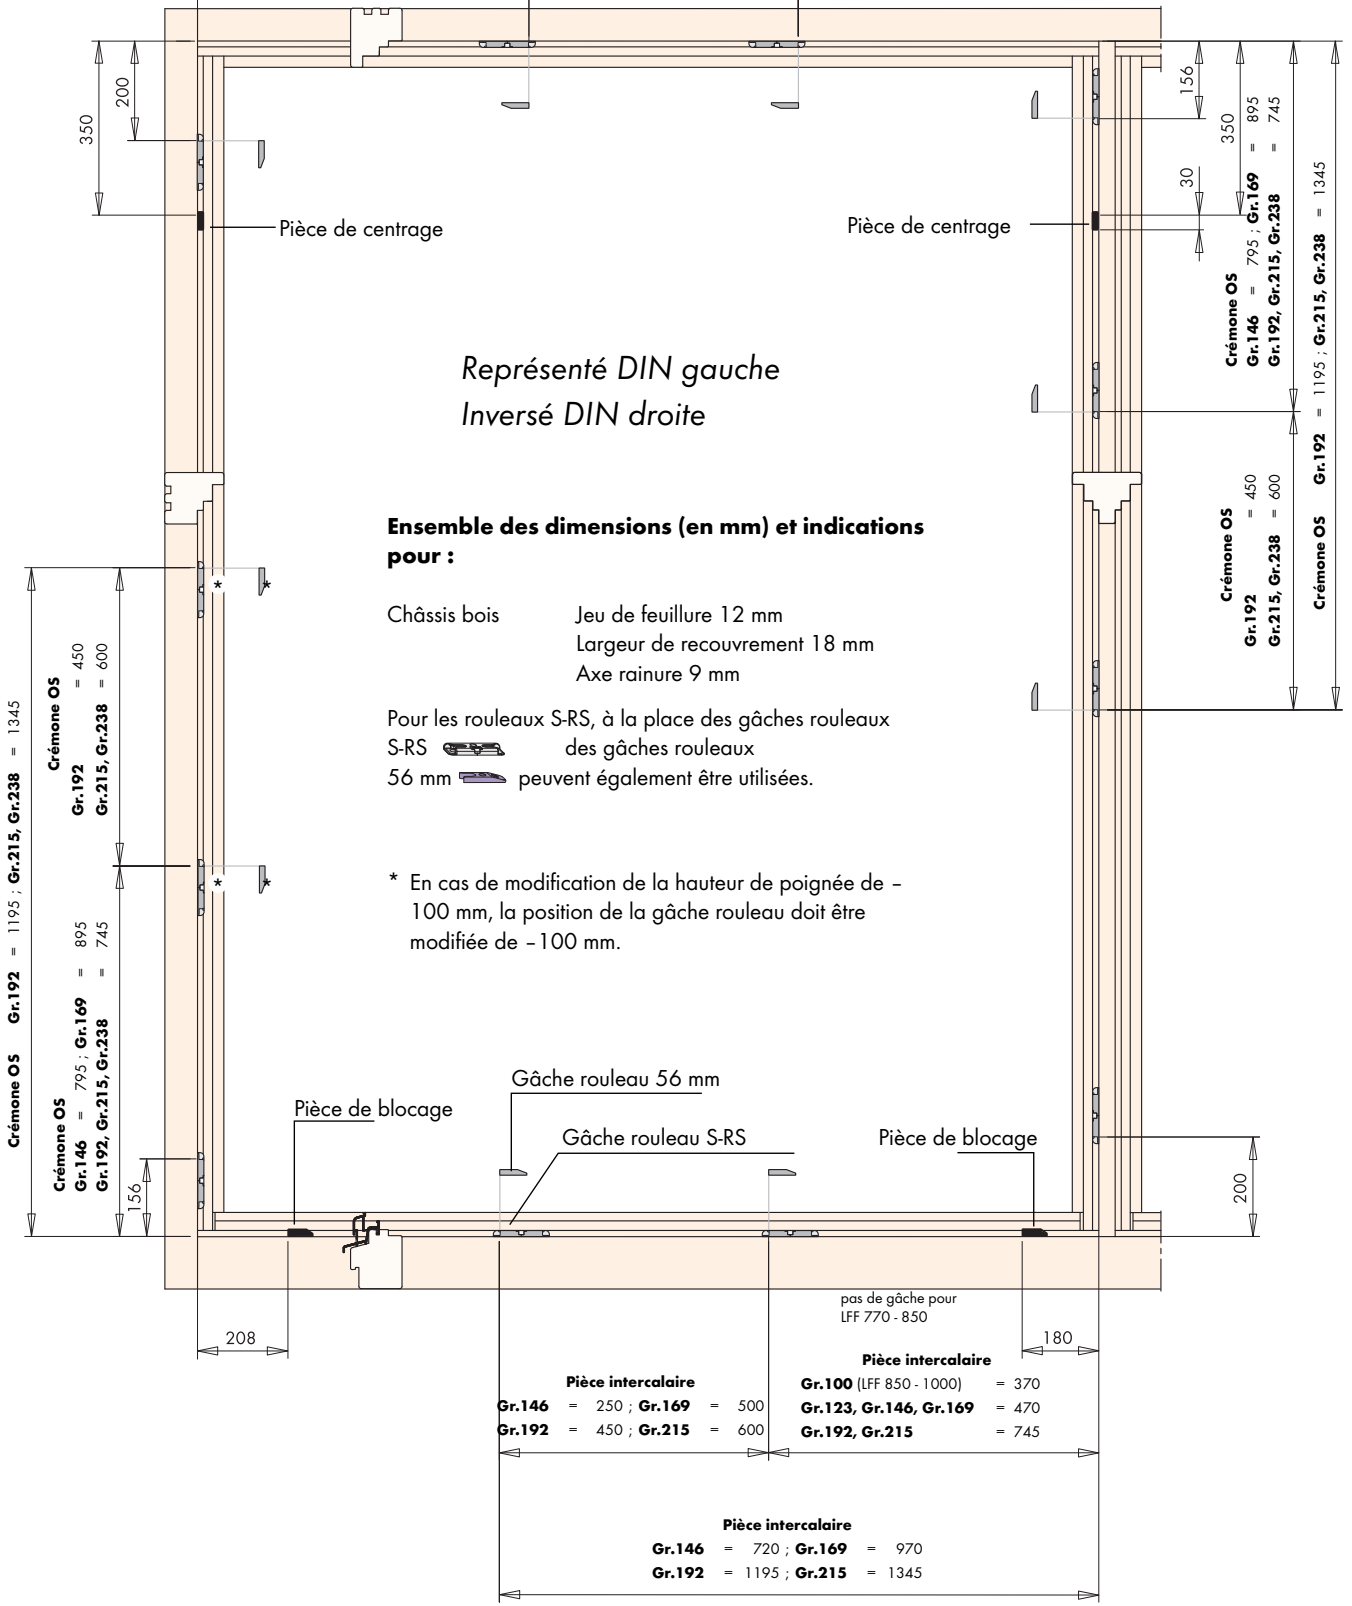 350
200
156
350
30
Pièce de centrage
Pièce de centrage
Crémone OS
Gr.146 = 795 ; Gr.169 = 895
Gr.192, Gr.215, Gr.238 = 745
Crémone OS Gr.192 = 1195 ; Gr.215, Gr.238 = 1345
Représenté DIN gauche
Inversé DIN droite
Crémone OS
Gr.192 = 450
Gr.215, Gr.238 = 600
Ensemble des dimensions (en mm) et indications
pour :
* *
Châssis bois Jeu de feuillure 12 mm
Largeur de recouvrement 18 mm
Axe rainure 9 mm
Pour les rouleaux S-RS, à la place des gâches rouleaux
S-RS des gâches rouleaux
56 mm peuvent également être utilisées.
Crémone OS
Gr.192 = 450
Gr.215, Gr.238 = 600
Crémone OS Gr.192 = 1195 ; Gr.215, Gr.238 = 1345
* *
* En cas de modification de la hauteur de poignée de –
100 mm, la position de la gâche rouleau doit être
modifiée de –100 mm.
Crémone OS
Gr.146 = 795 ; Gr.169 = 895
Gr.192, Gr.215, Gr.238 = 745
156
Gâche rouleau 56 mm
Pièce de blocage
Gâche rouleau S-RS
Pièce de blocage
200
pas de gâche pour
LFF 770 - 850
208
180
Pièce intercalaire
Gr.146 = 250 ; Gr.169 = 500
Gr.192 = 450 ; Gr.215 = 600
Pièce intercalaire
Gr.100 (LFF 850 - 1000) = 370
Gr.123, Gr.146, Gr.169 = 470
Gr.192, Gr.215 = 745
Pièce intercalaire
Gr.146 = 720 ; Gr.169 = 970
Gr.192 = 1195 ; Gr.215 = 1345